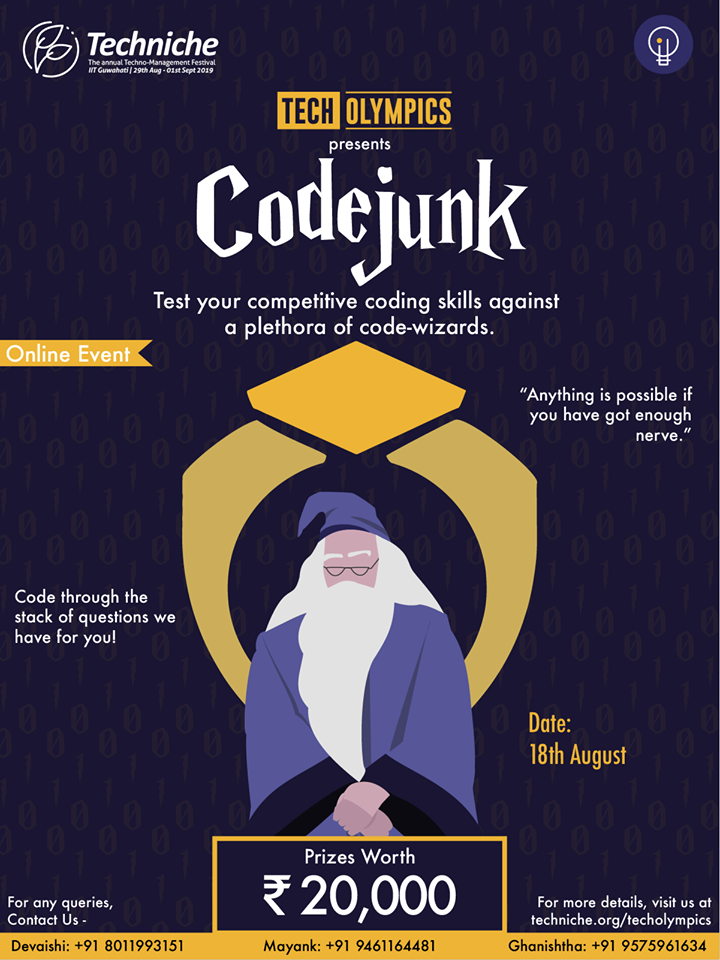 Techniche
The annual Techno-Management Festival
IIT Guwahati | 29th Aug - 01st Sept 2019
TECH OLYMPICS
presents
Codejunk
Test your competitive coding skills against
a plethora of code-wizards.
Online Event
“Anything is possible if
you have got enough
nerve.”
Code through the
stack of questions we
have for you!
Date:
18th August
Prizes Worth
₹ 20,000
For any queries,
Contact Us -
For more details, visit us at
techniche.org/techolympics
Devaishi: +91 8011993151
Mayank: +91 9461164481
Ghanishtha: +91 9575961634